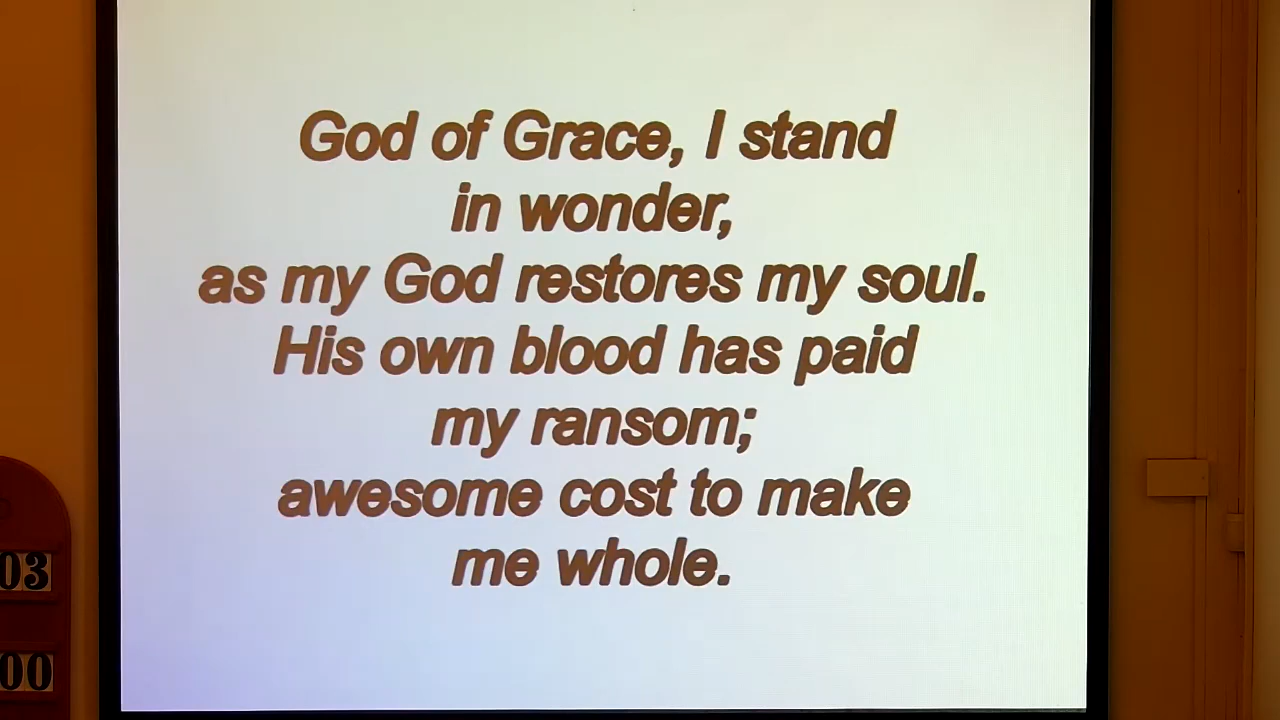 God of Grace, I stand
in wonder,
as my God restores my soul.
His own blood has paid
my ransom;
awesome cost to make
me whole.
03
00